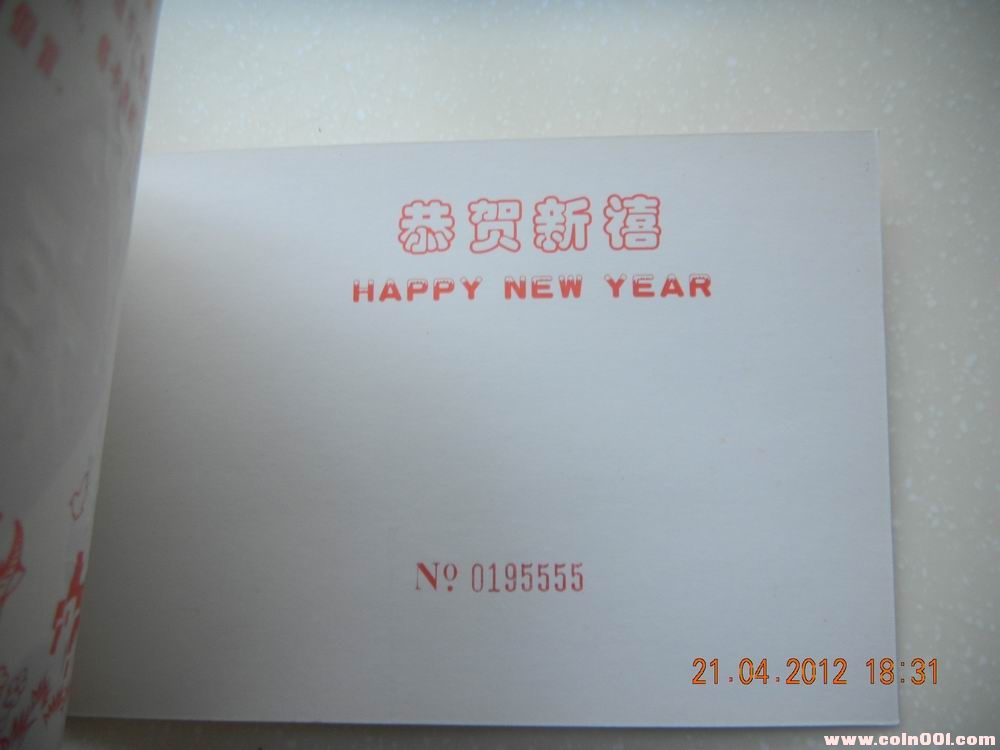 恭贺新禧
HAPPY NEW YEAR
Nº 0195555
21.04.2012 18:31
www.coin001.com